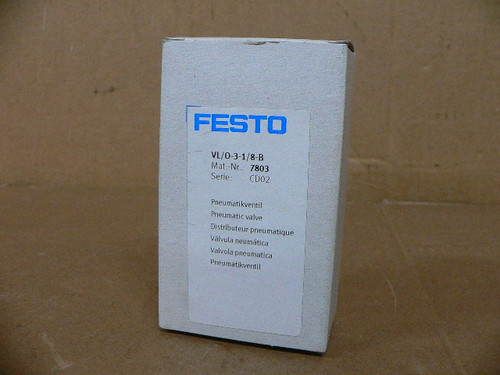 FESTO
VL/O-3-1/8-B
Mat.-Nr.: 7803
Serie: CD02
Pneumatikventil
Pneumatic valve
Distributeur pneumatique
Válvula neumática
Valvola pneumatica
Pneumatikventil